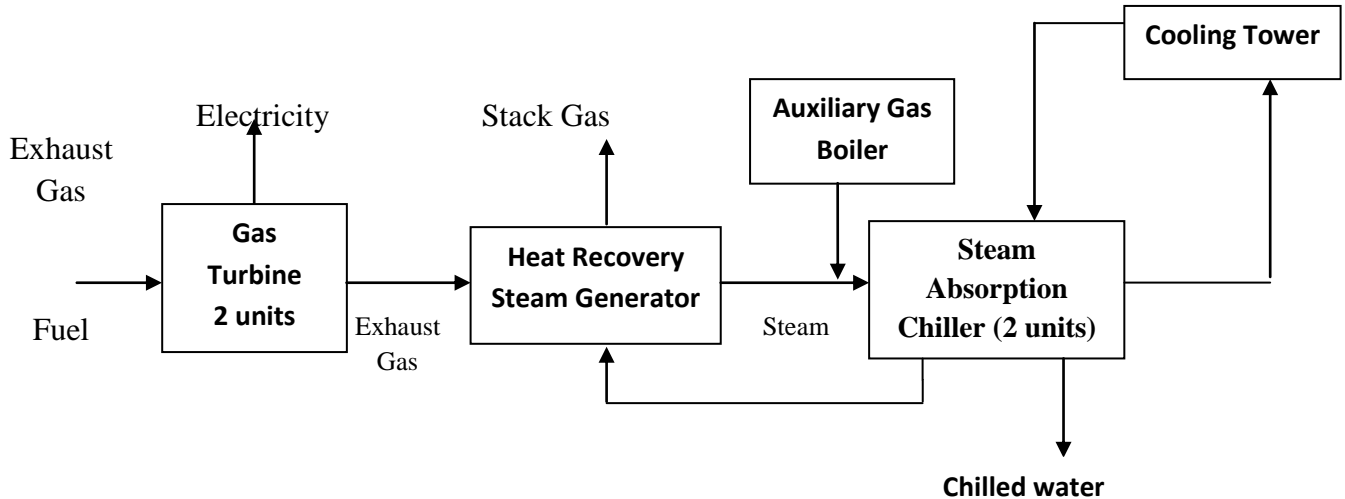 Cooling Tower
Electricity
Stack Gas
Auxiliary Gas
Boiler
Exhaust
Gas
Gas
Turbine
2 units
Heat Recovery
Steam Generator
Steam
Absorption
Chiller (2 units)
Fuel
Exhaust
Gas
Steam
Chilled water